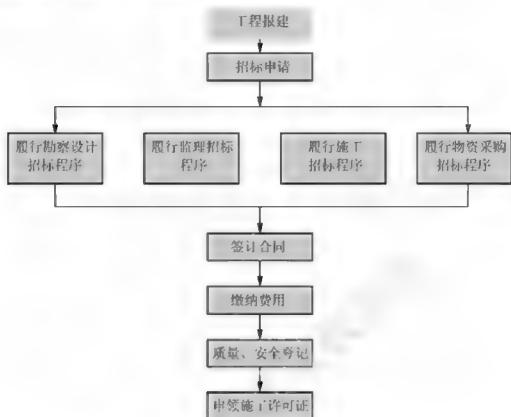 工程报建
招标申请
履行勘察设计
招标程序
履行监理招标
程序
履行施工
招标程序
履行物资采购
招标程序
签订合同
缴纳费用
质量、安全登记
申领施工许可证